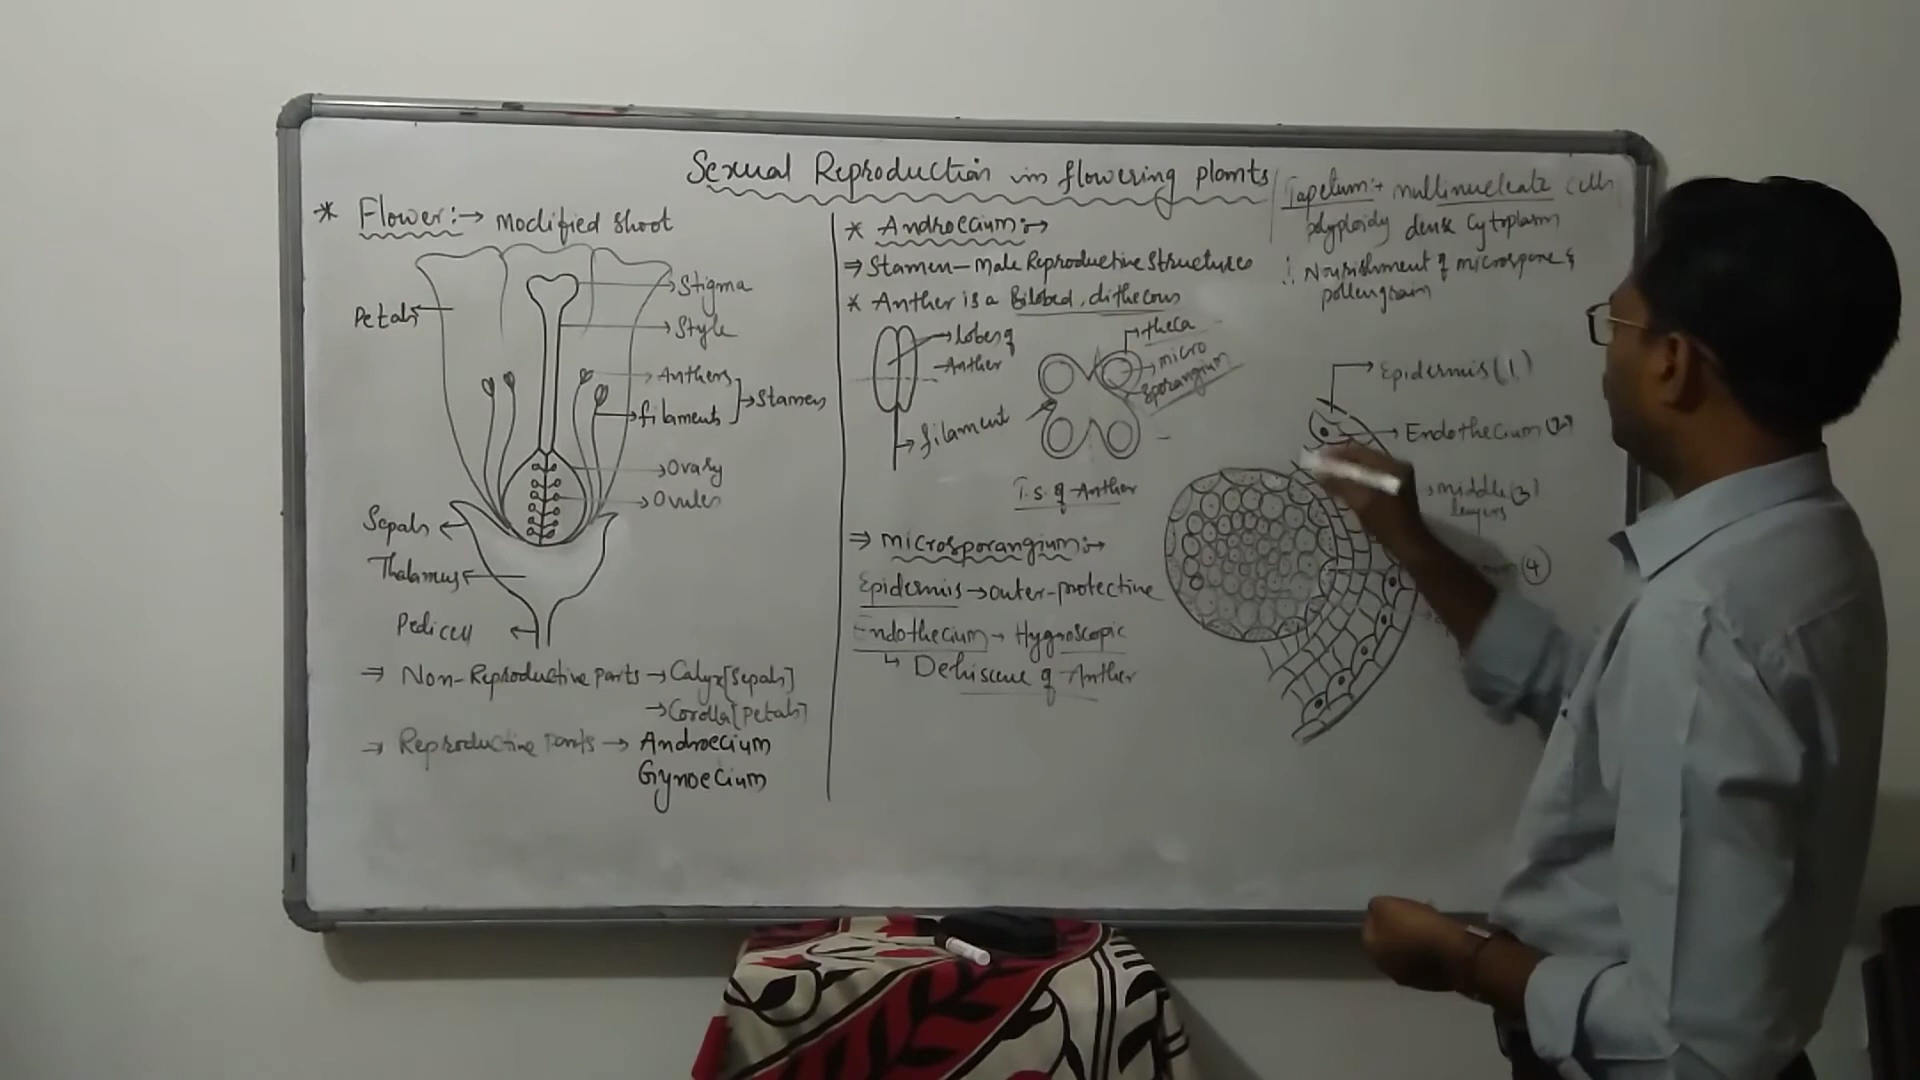 Sexual Reproduction in flowering plants
* Flower:→ modified shoot
Petals
Stigma
Style
Anthers
filaments
Stamens
Ovary
Ovules
Sepals
Thalamus
Pedicell
⇒ Non-Reproductive parts → Calyx[Sepals]
→ Corolla[Petals]
⇒ Reproductive Parts → Androecium
Gynoecium
* Androecium:→
⇒ Stamen - Male Reproductive Structures
* Anther is a Bilobed, dithecous
lobes of
Anther
filament
theca
micro
sporangium
T.S. of Anther
⇒ microsporangium:→
Epidermis → outer-protective
Endothecium → Hygroscopic
↳ Dehiscene of Anther
Tapetum:→ multinucleate cells
polyploidy dense cytoplasm
∴ Nourishment of microspore &
pollengrain
Epidermis (1)
Endothecium (2)
middle (3)
layers
(4)